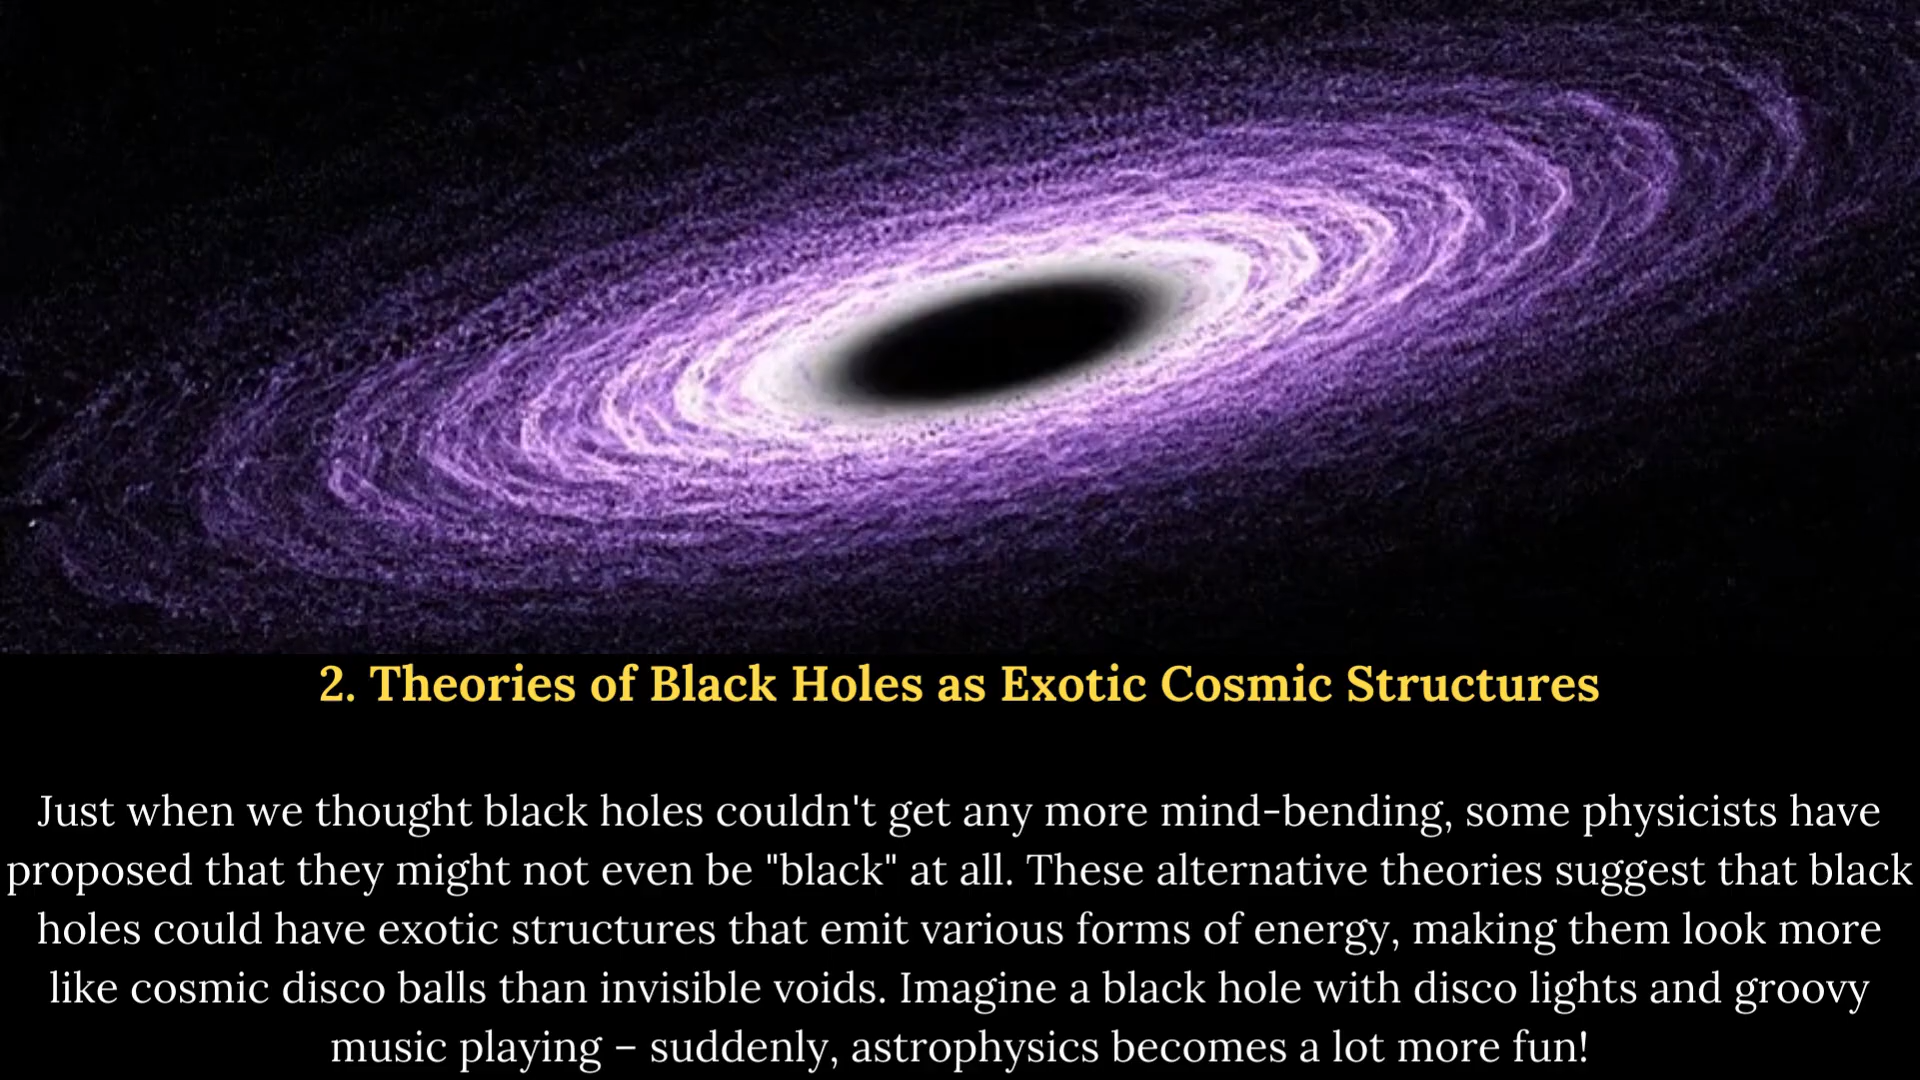 2. Theories of Black Holes as Exotic Cosmic Structures
Just when we thought black holes couldn't get any more mind-bending, some physicists have
proposed that they might not even be "black" at all. These alternative theories suggest that black
holes could have exotic structures that emit various forms of energy, making them look more
like cosmic disco balls than invisible voids. Imagine a black hole with disco lights and groovy
music playing – suddenly, astrophysics becomes a lot more fun!